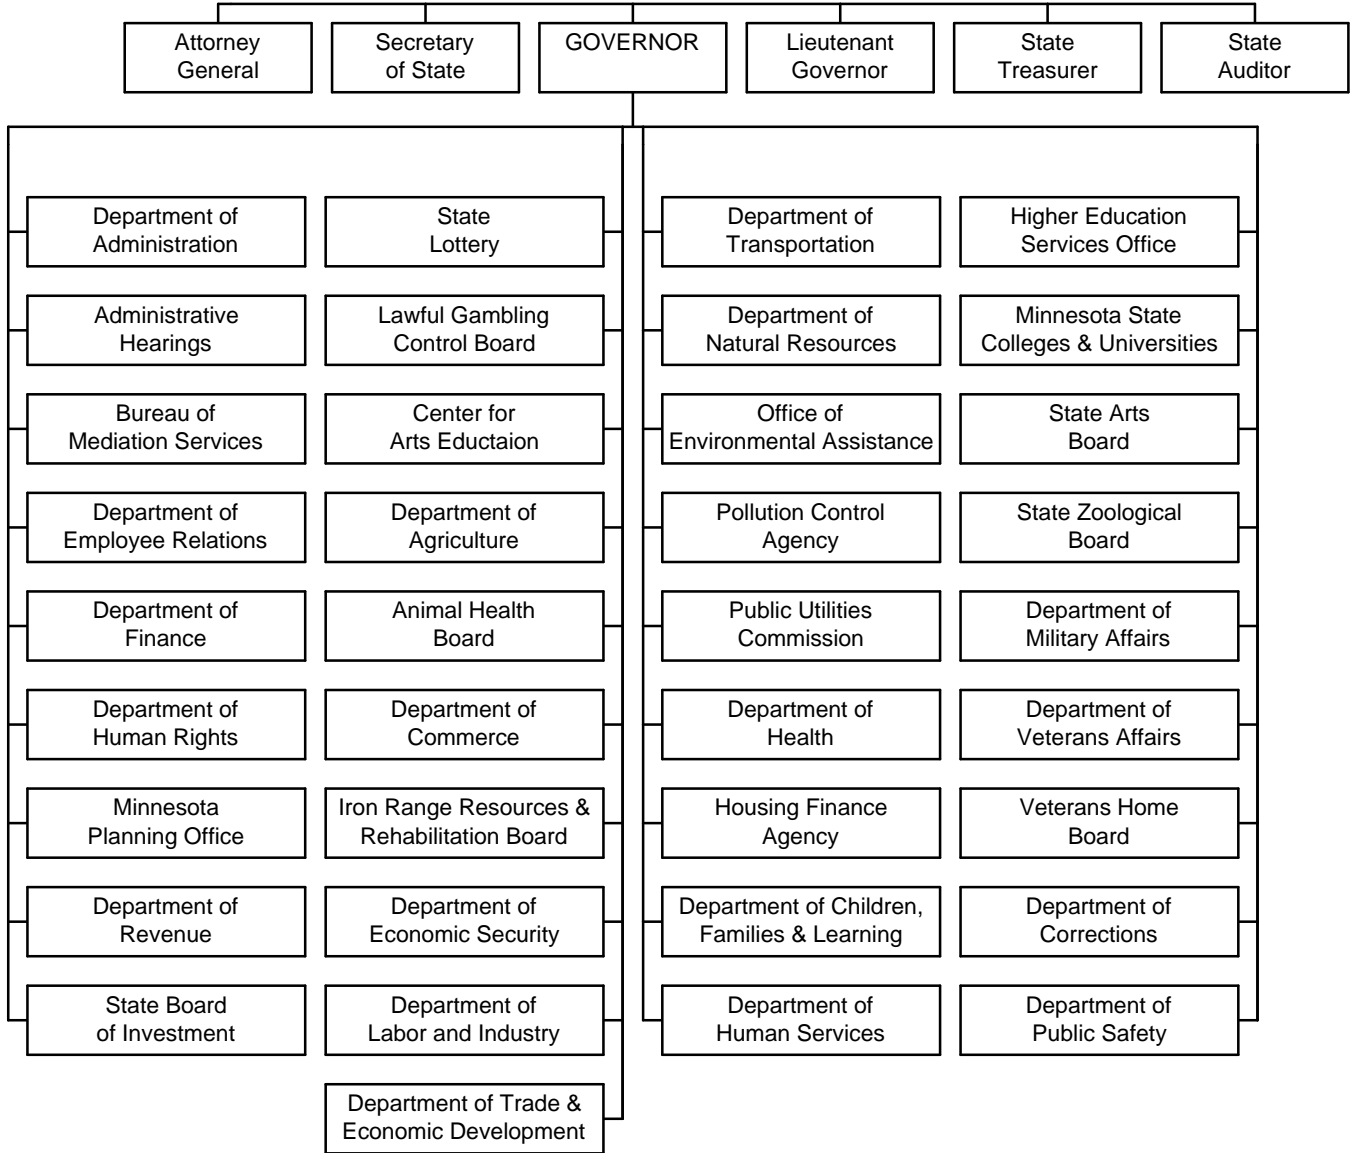 Attorney
General
Secretary
of State
GOVERNOR
Lieutenant
Governor
State
Treasurer
State
Auditor
Department of
Administration
State
Lottery
Department of
Transportation
Higher Education
Services Office
Administrative
Hearings
Lawful Gambling
Control Board
Department of
Natural Resources
Minnesota State
Colleges & Universities
Bureau of
Mediation Services
Center for
Arts Eductaion
Office of
Environmental Assistance
State Arts
Board
Department of
Employee Relations
Department of
Agriculture
Pollution Control
Agency
State Zoological
Board
Department of
Finance
Animal Health
Board
Public Utilities
Commission
Department of
Military Affairs
Department of
Human Rights
Department of
Commerce
Department of
Health
Department of
Veterans Affairs
Minnesota
Planning Office
Iron Range Resources &
Rehabilitation Board
Housing Finance
Agency
Veterans Home
Board
Department of
Revenue
Department of
Economic Security
Department of Children,
Families & Learning
Department of
Corrections
State Board
of Investment
Department of
Labor and Industry
Department of
Human Services
Department of
Public Safety
Department of Trade &
Economic Development